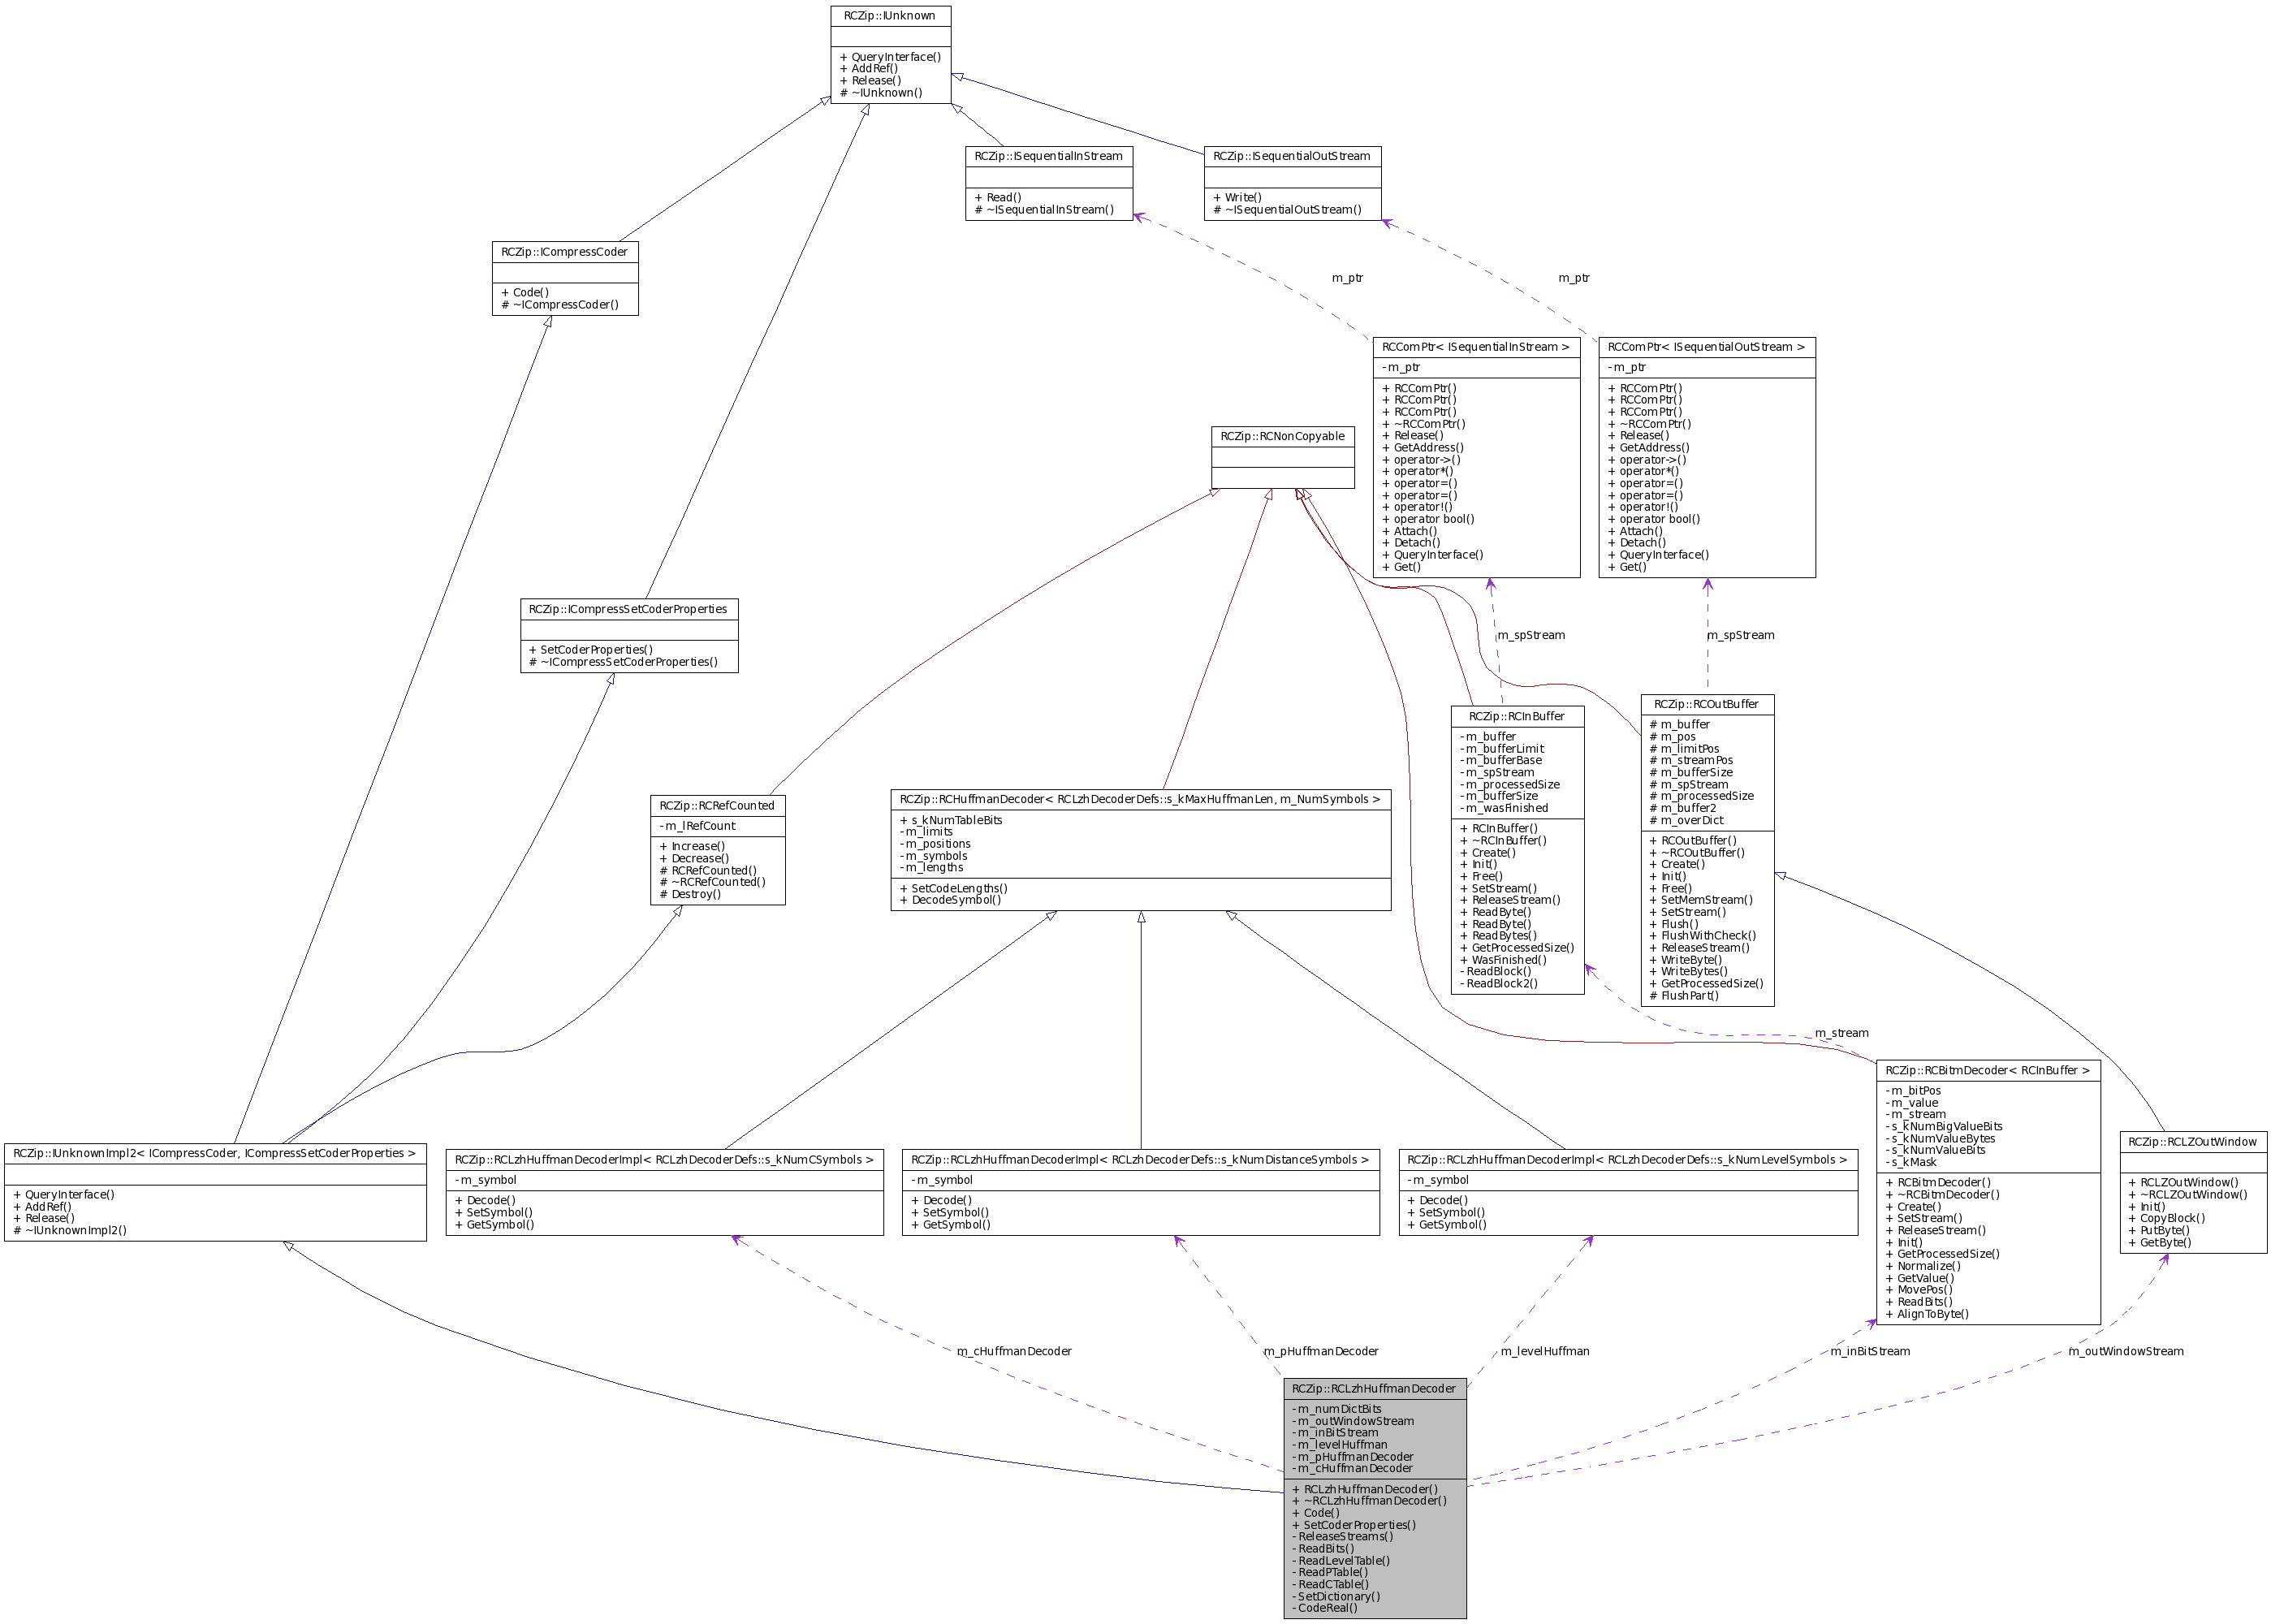 RCZip::IUnknown
+ QueryInterface()
+ AddRef()
+ Release()
# ~IUnknown()
RCZip::ISequentialInStream
+ Read()
# ~ISequentialInStream()
RCZip::ISequentialOutStream
+ Write()
# ~ISequentialOutStream()
RCZip::ICompressCoder
+ Code()
# ~ICompressCoder()
m_ptr
m_ptr
RCComPtr< ISequentialInStream >
- m_ptr
+ RCComPtr()
+ RCComPtr()
+ RCComPtr()
+ ~RCComPtr()
+ Release()
+ GetAddress()
+ operator->()
+ operator*()
+ operator=()
+ operator=()
+ operator!()
+ operator bool()
+ Attach()
+ Detach()
+ QueryInterface()
+ Get()
RCComPtr< ISequentialOutStream >
- m_ptr
+ RCComPtr()
+ RCComPtr()
+ RCComPtr()
+ ~RCComPtr()
+ Release()
+ GetAddress()
+ operator->()
+ operator*()
+ operator=()
+ operator=()
+ operator!()
+ operator bool()
+ Attach()
+ Detach()
+ QueryInterface()
+ Get()
RCZip::RCNonCopyable
RCZip::ICompressSetCoderProperties
+ SetCoderProperties()
# ~ICompressSetCoderProperties()
m_spStream
m_spStream
RCZip::RCRefCounted
- m_lRefCount
+ Increase()
+ Decrease()
# RCRefCounted()
# ~RCRefCounted()
# Destroy()
RCZip::RCHuffmanDecoder< RCLzhDecoderDefs::s_kMaxHuffmanLen, m_NumSymbols >
+ s_kNumTableBits
- m_limits
- m_positions
- m_symbols
- m_lengths
+ SetCodeLengths()
+ DecodeSymbol()
RCZip::RCInBuffer
- m_buffer
- m_bufferLimit
- m_bufferBase
- m_spStream
- m_processedSize
- m_bufferSize
- m_wasFinished
+ RCInBuffer()
+ ~RCInBuffer()
+ Create()
+ Init()
+ Free()
+ SetStream()
+ ReleaseStream()
+ ReadByte()
+ ReadByte()
+ ReadBytes()
+ GetProcessedSize()
+ WasFinished()
- ReadBlock()
- ReadBlock2()
RCZip::RCOutBuffer
# m_buffer
# m_pos
# m_limitPos
# m_streamPos
# m_bufferSize
# m_spStream
# m_processedSize
# m_buffer2
# m_overDict
+ RCOutBuffer()
+ ~RCOutBuffer()
+ Create()
+ Init()
+ Free()
+ SetMemStream()
+ SetStream()
+ Flush()
+ FlushWithCheck()
+ ReleaseStream()
+ WriteByte()
+ WriteBytes()
+ GetProcessedSize()
# FlushPart()
m_stream
RCZip::IUnknownImpl2< ICompressCoder, ICompressSetCoderProperties >
+ QueryInterface()
+ AddRef()
+ Release()
# ~IUnknownImpl2()
RCZip::RCLzhHuffmanDecoderImpl< RCLzhDecoderDefs::s_kNumCSymbols >
- m_symbol
+ Decode()
+ SetSymbol()
+ GetSymbol()
RCZip::RCLzhHuffmanDecoderImpl< RCLzhDecoderDefs::s_kNumDistanceSymbols >
- m_symbol
+ Decode()
+ SetSymbol()
+ GetSymbol()
RCZip::RCLzhHuffmanDecoderImpl< RCLzhDecoderDefs::s_kNumLevelSymbols >
- m_symbol
+ Decode()
+ SetSymbol()
+ GetSymbol()
RCZip::RCBitmDecoder< RCInBuffer >
- m_bitPos
- m_value
- m_stream
- s_kNumBigValueBits
- s_kNumValueBytes
- s_kNumValueBits
- s_kMask
+ RCBitmDecoder()
+ ~RCBitmDecoder()
+ Create()
+ SetStream()
+ ReleaseStream()
+ Init()
+ GetProcessedSize()
+ Normalize()
+ GetValue()
+ MovePos()
+ ReadBits()
+ AlignToByte()
RCZip::RCLZOutWindow
+ RCLZOutWindow()
+ ~RCLZOutWindow()
+ Init()
+ CopyBlock()
+ PutByte()
+ GetByte()
m_cHuffmanDecoder
m_pHuffmanDecoder
m_levelHuffman
m_inBitStream
m_outWindowStream
RCZip::RCLzhHuffmanDecoder
- m_numDictBits
- m_outWindowStream
- m_inBitStream
- m_levelHuffman
- m_pHuffmanDecoder
- m_cHuffmanDecoder
+ RCLzhHuffmanDecoder()
+ ~RCLzhHuffmanDecoder()
+ Code()
+ SetCoderProperties()
- ReleaseStreams()
- ReadBits()
- ReadLevelTable()
- ReadPTable()
- ReadCTable()
- SetDictionary()
- CodeReal()